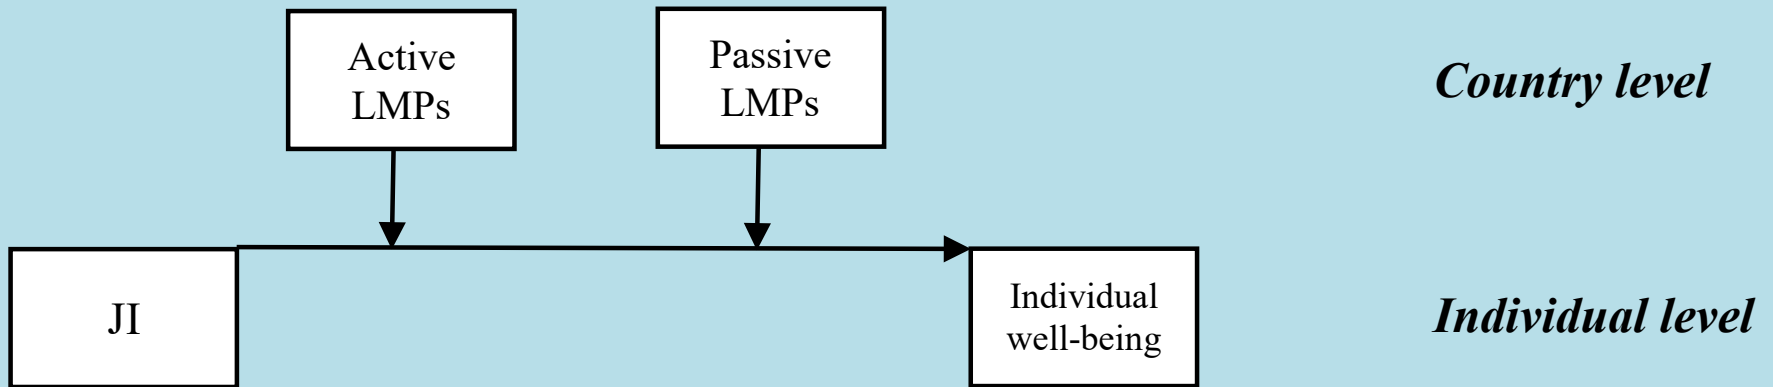 Active
LMPs
Passive
LMPs
Country level
JI
Individual
well-being
Individual level